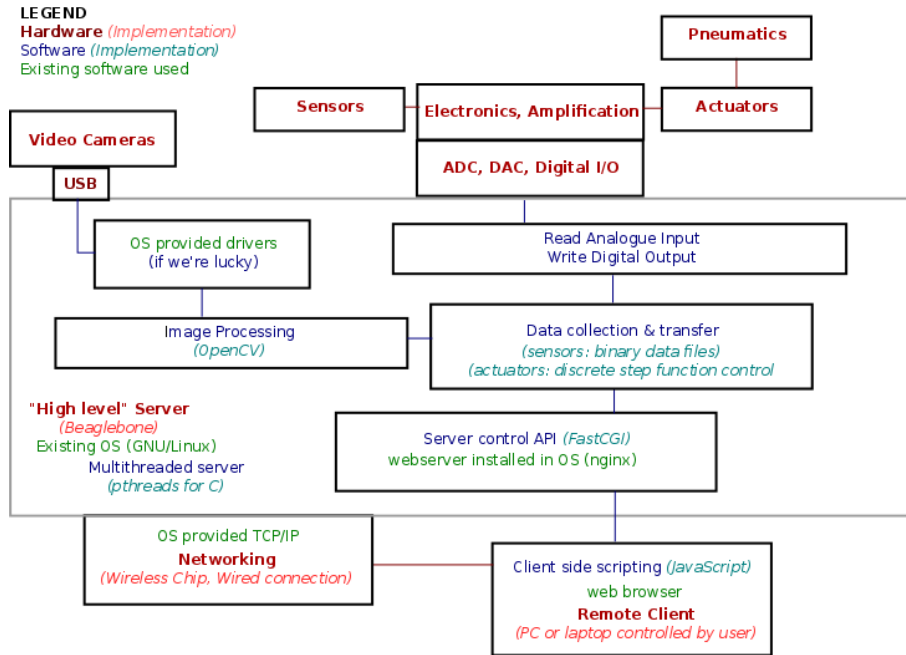 LEGEND
Hardware (Implementation)
Software (Implementation)
Existing software used
Pneumatics
Sensors
Electronics, Amplification
Actuators
Video Cameras
ADC, DAC, Digital I/O
USB
OS provided drivers
(if we're lucky)
Read Analogue Input
Write Digital Output
Image Processing
(OpenCV)
Data collection & transfer
(sensors: binary data files)
(actuators: discrete step function control
"High level" Server
(Beaglebone)
Existing OS (GNU/Linux)
Multithreaded server
(pthreads for C)
Server control API (FastCGI)
webserver installed in OS (nginx)
OS provided TCP/IP
Networking
(Wireless Chip, Wired connection)
Client side scripting (JavaScript)
web browser
Remote Client
(PC or laptop controlled by user)